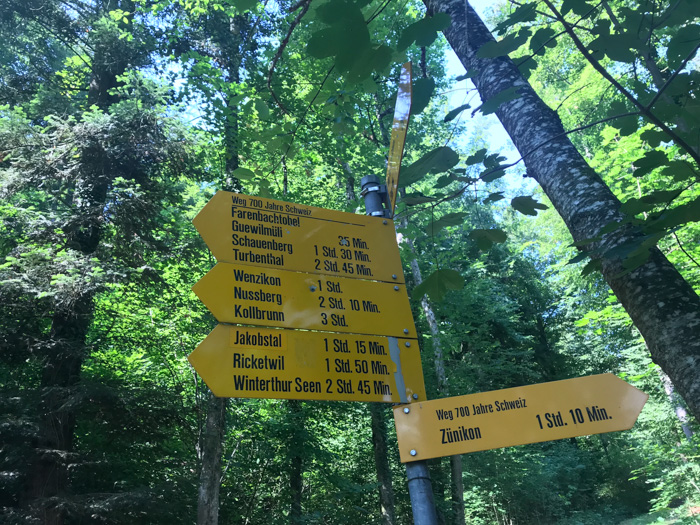 Weg 700 Jahre Schweiz
Farenbachtobel
Guewilmüli 35 Min.
Schauenberg 1 Std. 30 Min.
Turbenthal 2 Std. 45 Min.
Wenzikon 1 Std.
Nussberg 2 Std. 10 Min.
Kollbrunn 3 Std.
Jakobstal 1 Std. 15 Min.
Ricketwil 1 Std. 50 Min.
Winterthur Seen 2 Std. 45 Min.
Weg 700 Jahre Schweiz
Zünikon 1 Std. 10 Min.